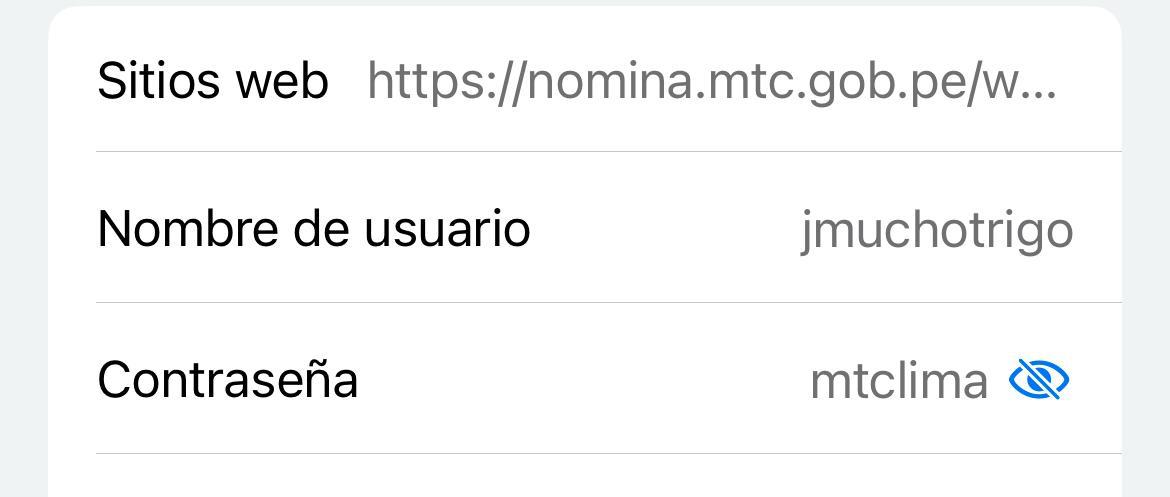 Sitios web https://nomina.mtc.gob.pe/w...
Nombre de usuario jmuchotrigo
Contraseña mtclima